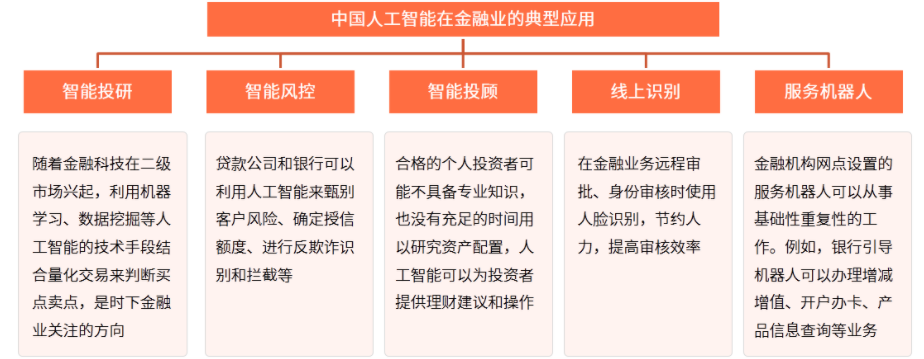 中国人工智能在金融业的典型应用
智能投研
智能风控
智能投顾
线上识别
服务机器人
随着金融科技在二级
市场兴起，利用机器
学习、数据挖掘等人
工智能的技术手段结
合量化交易来判断买
点卖点，是时下金融
业关注的方向
贷款公司和银行可以
利用人工智能来甄别
客户风险、确定授信
额度、进行反欺诈识
别和拦截等
合格的个人投资者可
能不具备专业知识，
也没有充足的时间用
以研究资产配置，人
工智能可以为投资者
提供理财建议和操作
在金融业务远程审
批、身份审核时使用
人脸识别，节约人
力，提高审核效率
金融机构网点设置的
服务机器人可以从事
基础性重复性的工
作。例如，银行引导
机器人可以办理增减
增值、开户办卡、产
品信息查询等业务